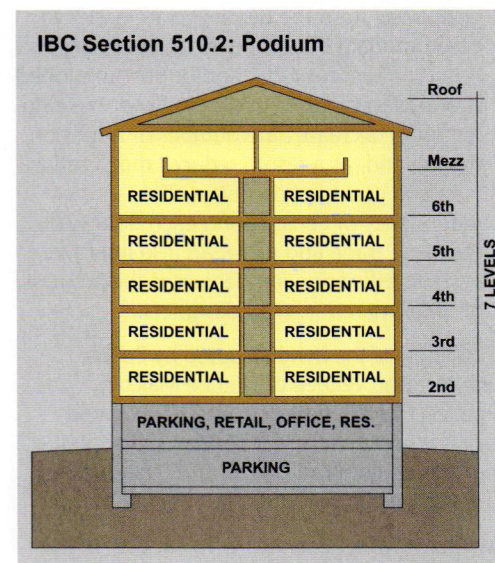 IBC Section 510.2: Podium
Roof
Mezz
RESIDENTIAL RESIDENTIAL 6th
RESIDENTIAL RESIDENTIAL 5th
RESIDENTIAL RESIDENTIAL 4th
RESIDENTIAL RESIDENTIAL 3rd
RESIDENTIAL RESIDENTIAL 2nd
7 LEVELS
PARKING, RETAIL, OFFICE, RES.
PARKING